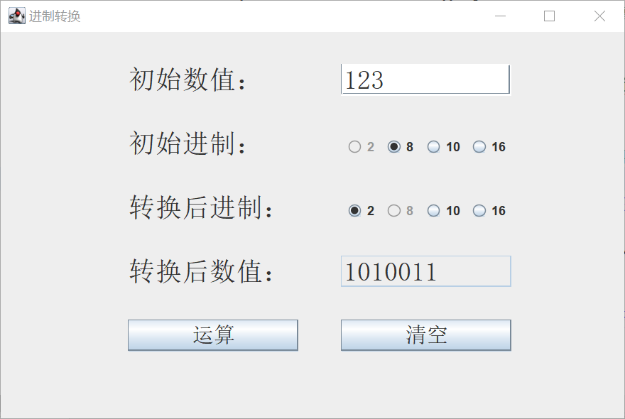 进制转换
初始数值： 123
初始进制： 2 8 10 16
转换后进制： 2 8 10 16
转换后数值： 1010011
运算 清空